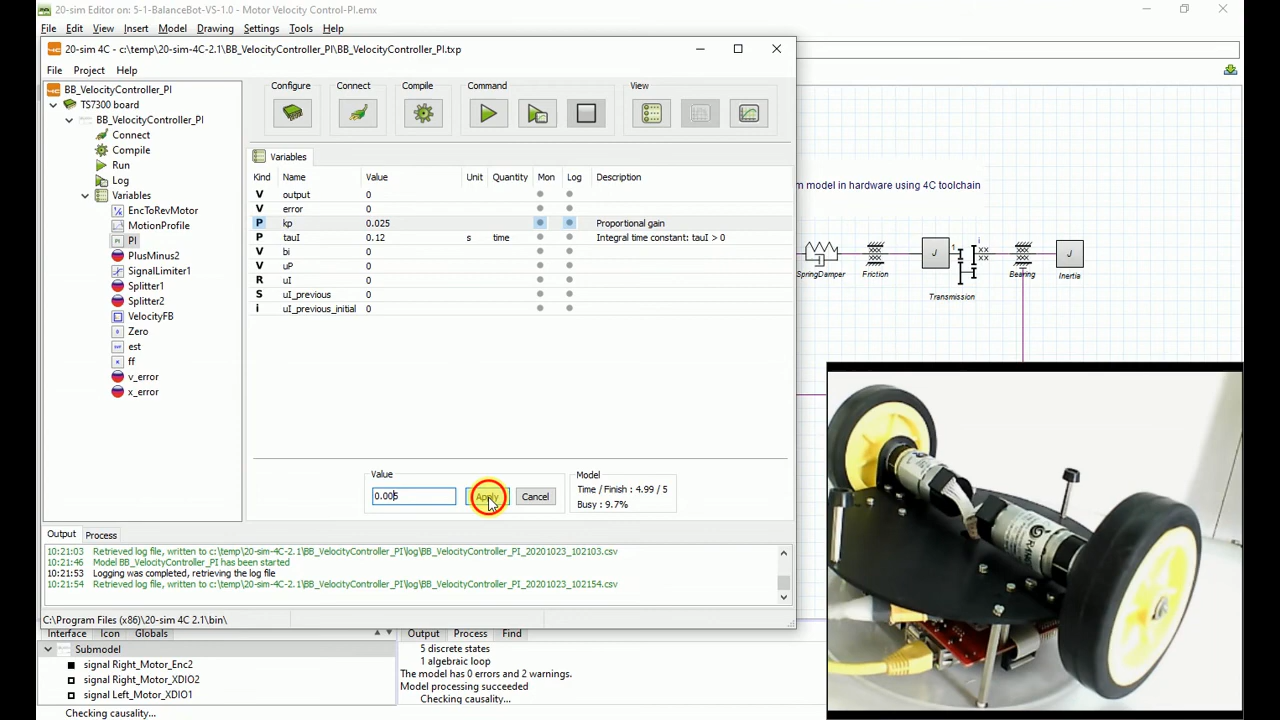 20-sim Editor on: 5-1-BalanceBot-VS-1.0 - Motor Velocity Control-PI.emx
File Edit View Insert Model Drawing Settings Tools Help
20-sim 4C - c:\temp\20-sim-4C-2.1\BB_VelocityController_PI\BB_VelocityController_PI.txp
File Project Help
BB_VelocityController_PI
TS7300 board
BB_VelocityController_PI
Connect
Compile
Run
Log
Variables
EncToRevMotor
MotionProfile
PI
PlusMinus2
SignalLimiter1
Splitter1
Splitter2
VelocityFB
Zero
est
ff
v_error
x_error
Configure Connect Compile Command View
Variables
Kind Name Value Unit Quantity Mon Log Description
V output 0
V error 0
P kp 0.025 Proportional gain
P tauI 0.12 s time Integral time constant: tauI > 0
V bi 0
V uP 0
R uI 0
S uI_previous 0
i uI_previous_initial 0
Value
0.005 Apply Cancel
Model
Time / Finish : 4.99 / 5
Busy : 9.7%
Output Process
10:21:03 Retrieved log file, written to c:\temp\20-sim-4C-2.1\BB_VelocityController_PI\log\BB_VelocityController_PI_20201023_102103.csv
10:21:46 Model BB_VelocityController_PI has been started
10:21:53 Logging was completed, retrieving the log file
10:21:54 Retrieved log file, written to c:\temp\20-sim-4C-2.1\BB_VelocityController_PI\log\BB_VelocityController_PI_20201023_102154.csv
C:\Program Files (x86)\20-sim 4C 2.1\bin\
m model in hardware using 4C toolchain
J J
SpringDamper Friction Transmission Bearing Inertia
Interface Icon Globals
Submodel
signal Right_Motor_Enc2
signal Right_Motor_XDIO2
signal Left_Motor_XDIO1
Checking causality...
Output Process Find
5 discrete states
1 algebraic loop
The model has 0 errors and 2 warnings.
Model processing succeeded
Checking causality...